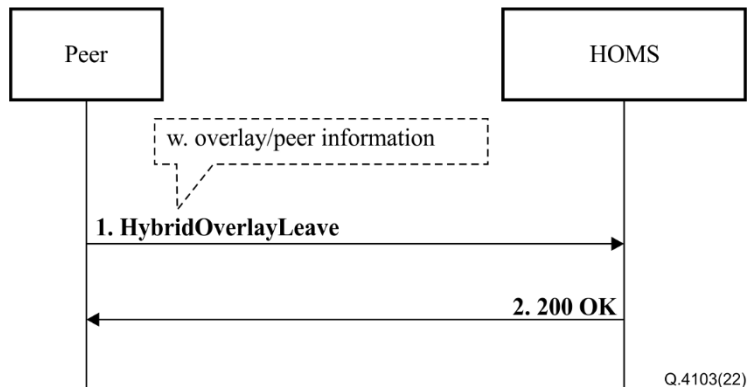 Peer
HOMS
w. overlay/peer information
1. HybridOverlayLeave
2. 200 OK
Q.4103(22)